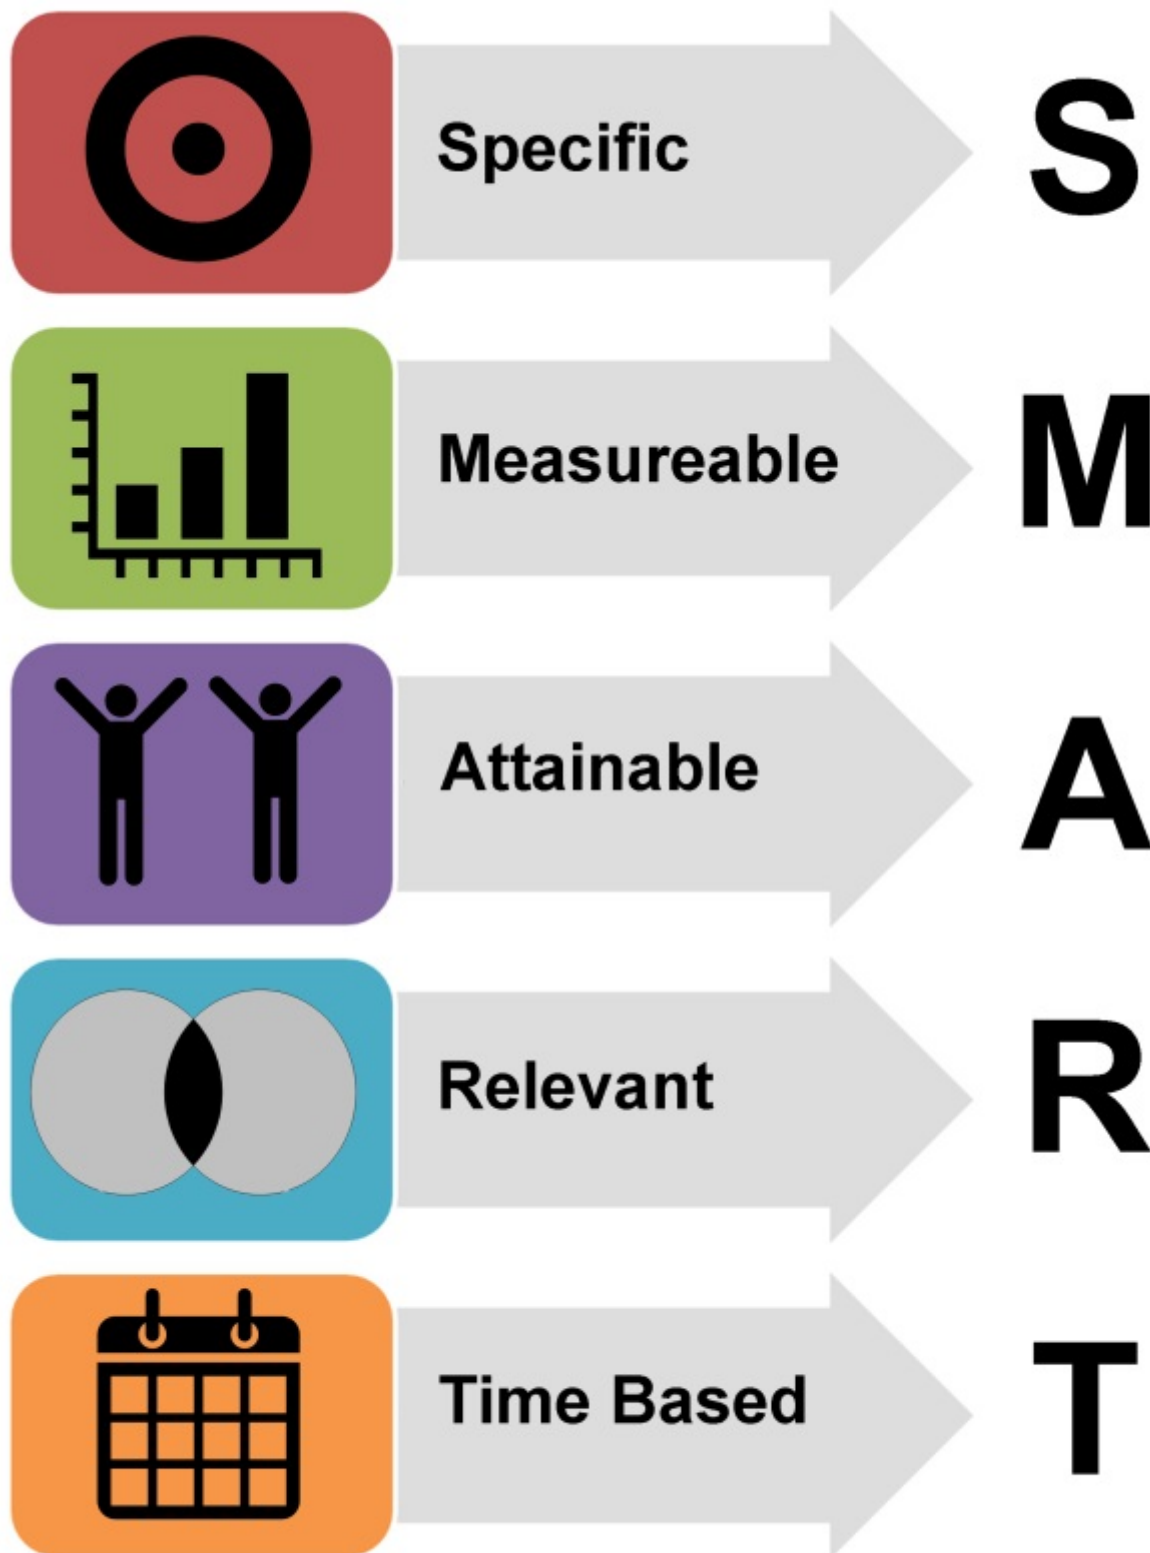 Specific S
Measureable M
Attainable A
Relevant R
Time Based T